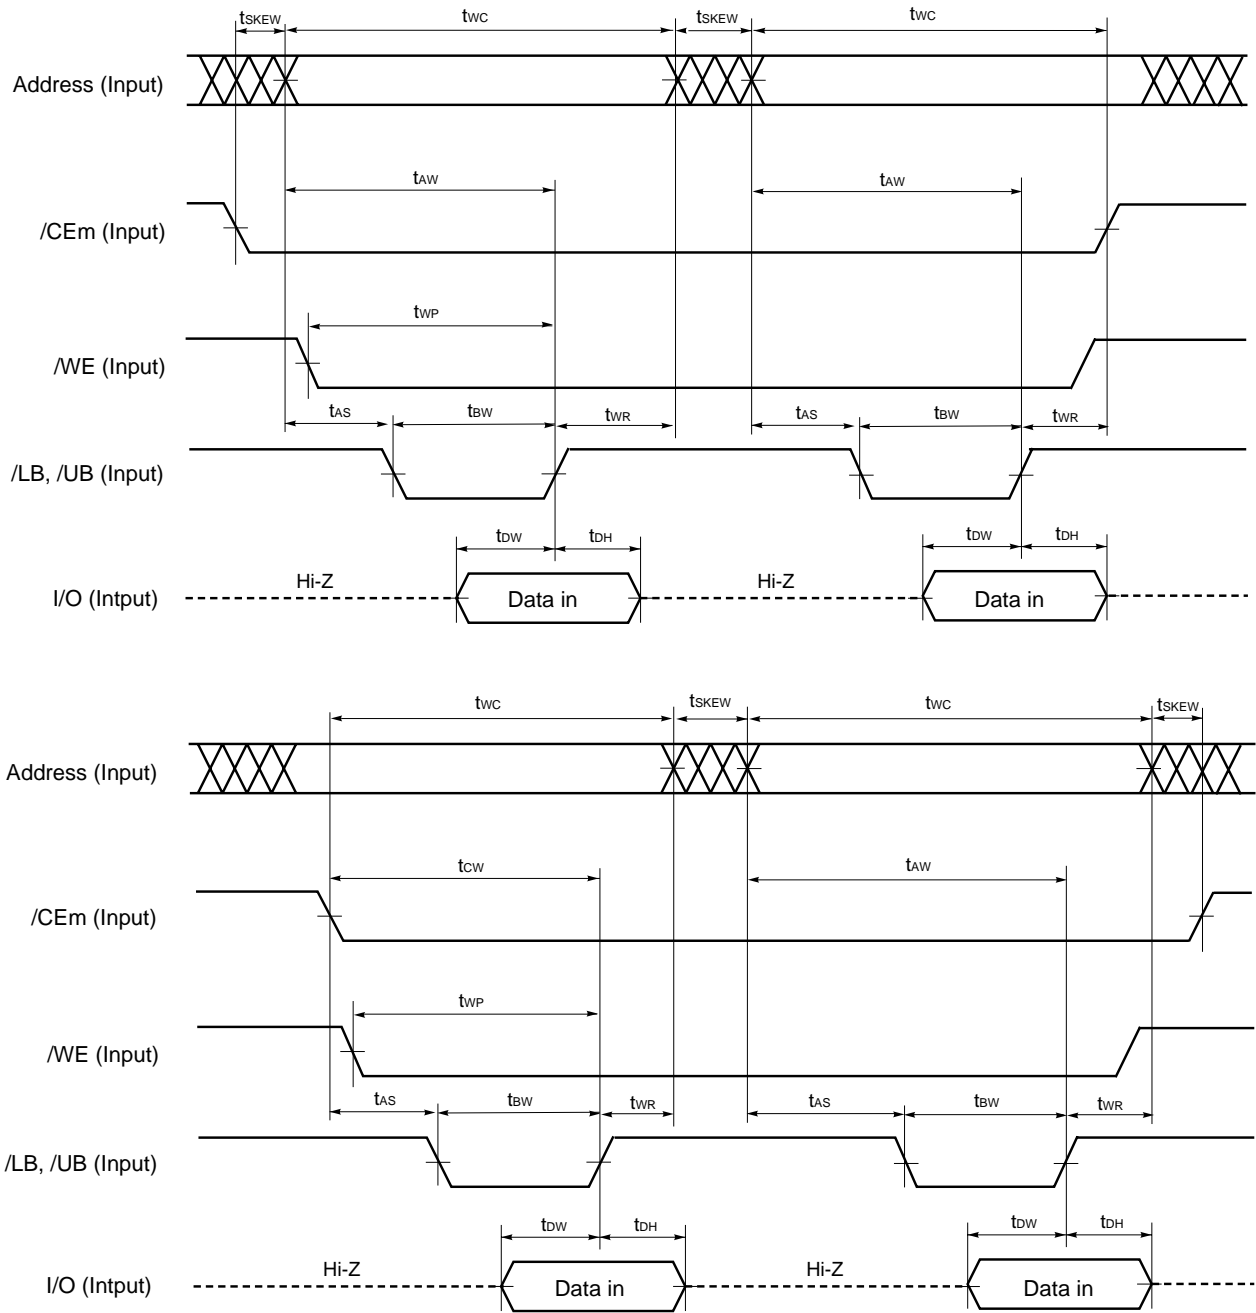 tSKEW tWC tSKEW tWC
Address (Input)
tAW tAW
/CEm (Input)
tWP
/WE (Input)
tAS tBW tWR tAS tBW tWR
/LB, /UB (Input)
tDW tDH tDW tDH
Hi-Z Hi-Z
I/O (Intput) Data in Data in
tWC tSKEW tWC tSKEW
Address (Input)
tCW tAW
/CEm (Input)
tWP
/WE (Input)
tAS tBW tWR tAS tBW tWR
/LB, /UB (Input)
tDW tDH tDW tDH
Hi-Z Hi-Z
I/O (Intput) Data in Data in